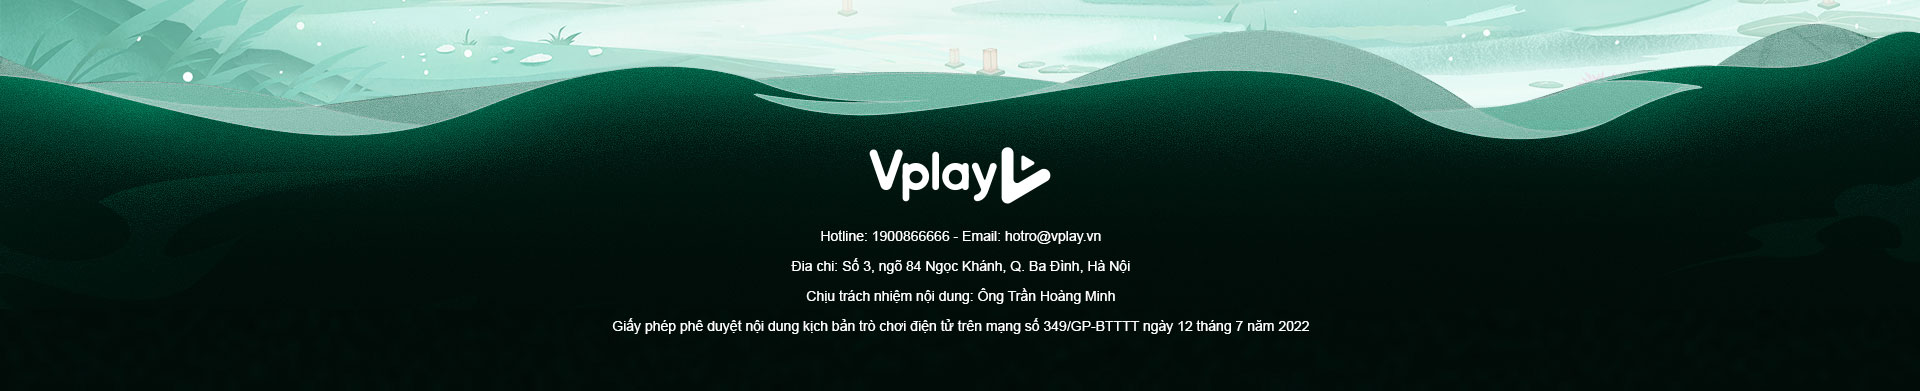 Vplay
Hotline: 1900866666 - Email: hotro@vplay.vn
Đia chi: Số 3, ngõ 84 Ngọc Khánh, Q. Ba Đình, Hà Nội
Chịu trách nhiệm nội dung: Ông Trần Hoàng Minh
Giấy phép phê duyệt nội dung kịch bản trò chơi điện tử trên mạng số 349/GP-BTTTT ngày 12 tháng 7 năm 2022